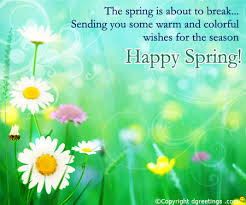 The spring is about to break...
Sending you some warm and colorful
wishes for the season
Happy Spring!
©Copyright dgreetings .com